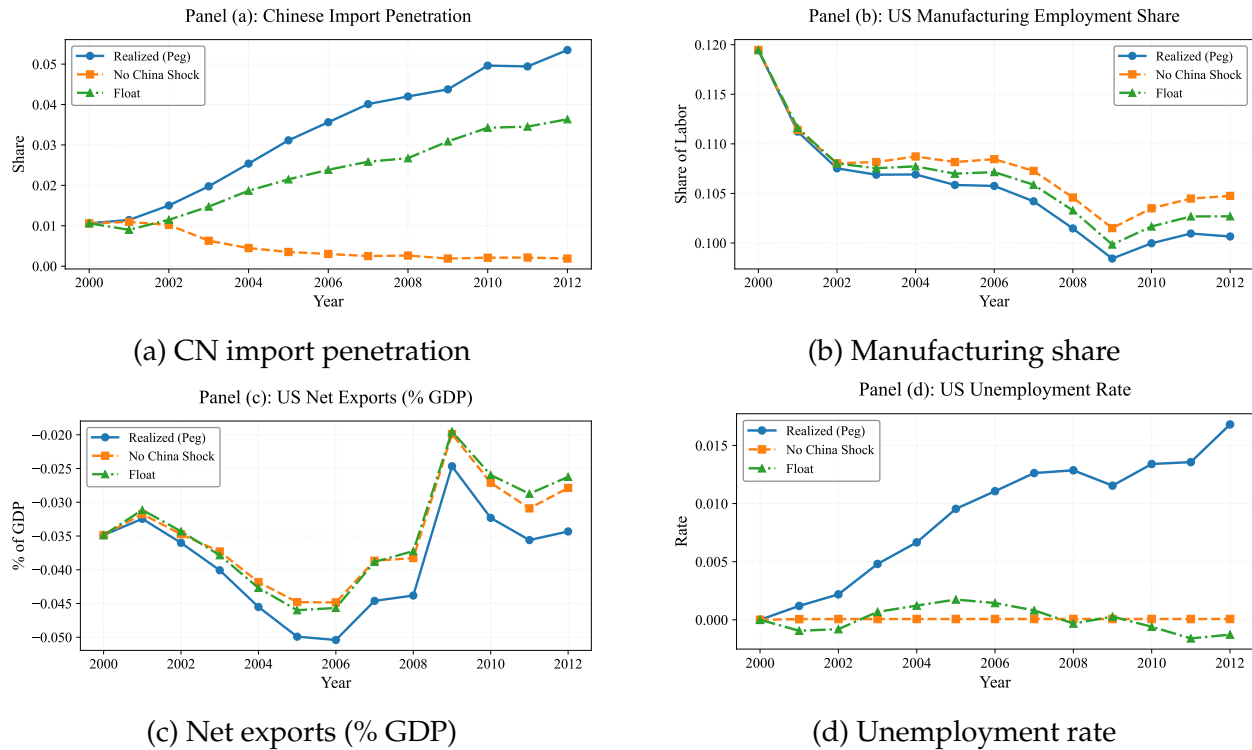 Panel (a): Chinese Import Penetration
Share
0.05
0.04
0.03
0.02
0.01
0.00
Realized (Peg)
No China Shock
Float
2000 2002 2004 2006 2008 2010 2012
Year
(a) CN import penetration
Panel (b): US Manufacturing Employment Share
Share of Labor
0.120
0.115
0.110
0.105
0.100
Realized (Peg)
No China Shock
Float
2000 2002 2004 2006 2008 2010 2012
Year
(b) Manufacturing share
Panel (c): US Net Exports (% GDP)
% of GDP
−0.020
−0.025
−0.030
−0.035
−0.040
−0.045
−0.050
Realized (Peg)
No China Shock
Float
2000 2002 2004 2006 2008 2010 2012
Year
(c) Net exports (% GDP)
Panel (d): US Unemployment Rate
Rate
0.015
0.010
0.005
0.000
Realized (Peg)
No China Shock
Float
2000 2002 2004 2006 2008 2010 2012
Year
(d) Unemployment rate